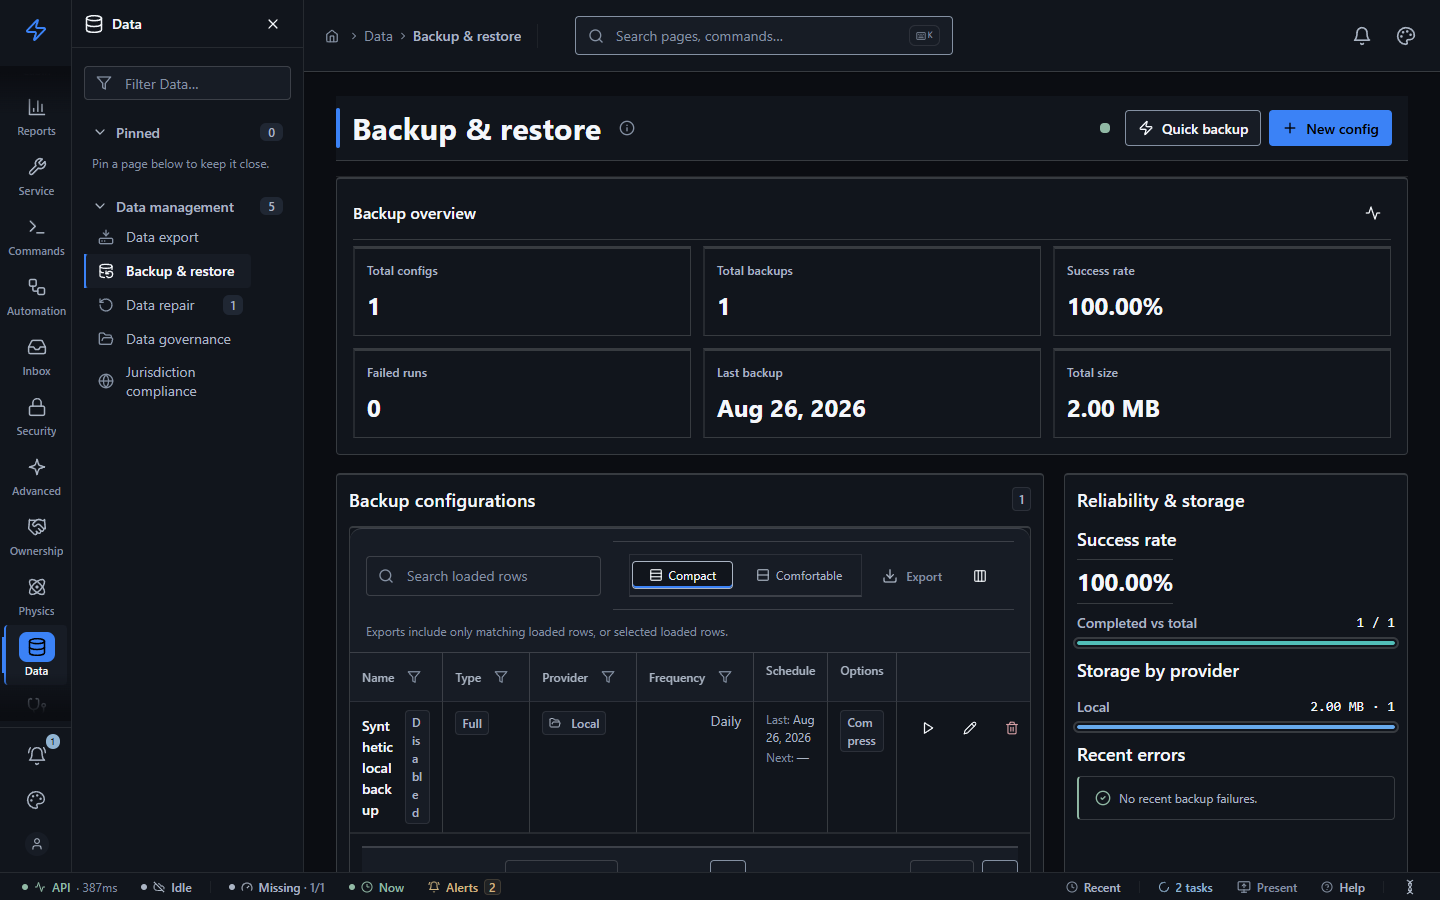 Data
Data
Backup & restore
Search pages, commands...
K
Filter Data...
Pinned
0
Pin a page below to keep it close.
Data management
5
Data export
Backup & restore
Data repair
1
Data governance
Jurisdiction
compliance
Reports
Service
Commands
Automation
Inbox
Security
Advanced
Ownership
Physics
Data
1
Backup & restore
Quick backup
New config
Backup overview
Total configs
1
Total backups
1
Success rate
100.00%
Failed runs
0
Last backup
Aug 26, 2026
Total size
2.00 MB
Backup configurations
1
Search loaded rows
Compact
Comfortable
Export
Exports include only matching loaded rows, or selected loaded rows.
Name
Type
Provider
Frequency
Schedule
Options
Synt
hetic
local
back
up
D
is
a
bl
e
d
Full
Local
Daily
Last: Aug
26, 2026
Next: —
Com
press
Reliability & storage
Success rate
100.00%
Completed vs total
1 / 1
Storage by provider
Local
2.00 MB · 1
Recent errors
No recent backup failures.
API · 387ms
Idle
Missing · 1/1
Now
Alerts 2
Recent
2 tasks
Present
Help